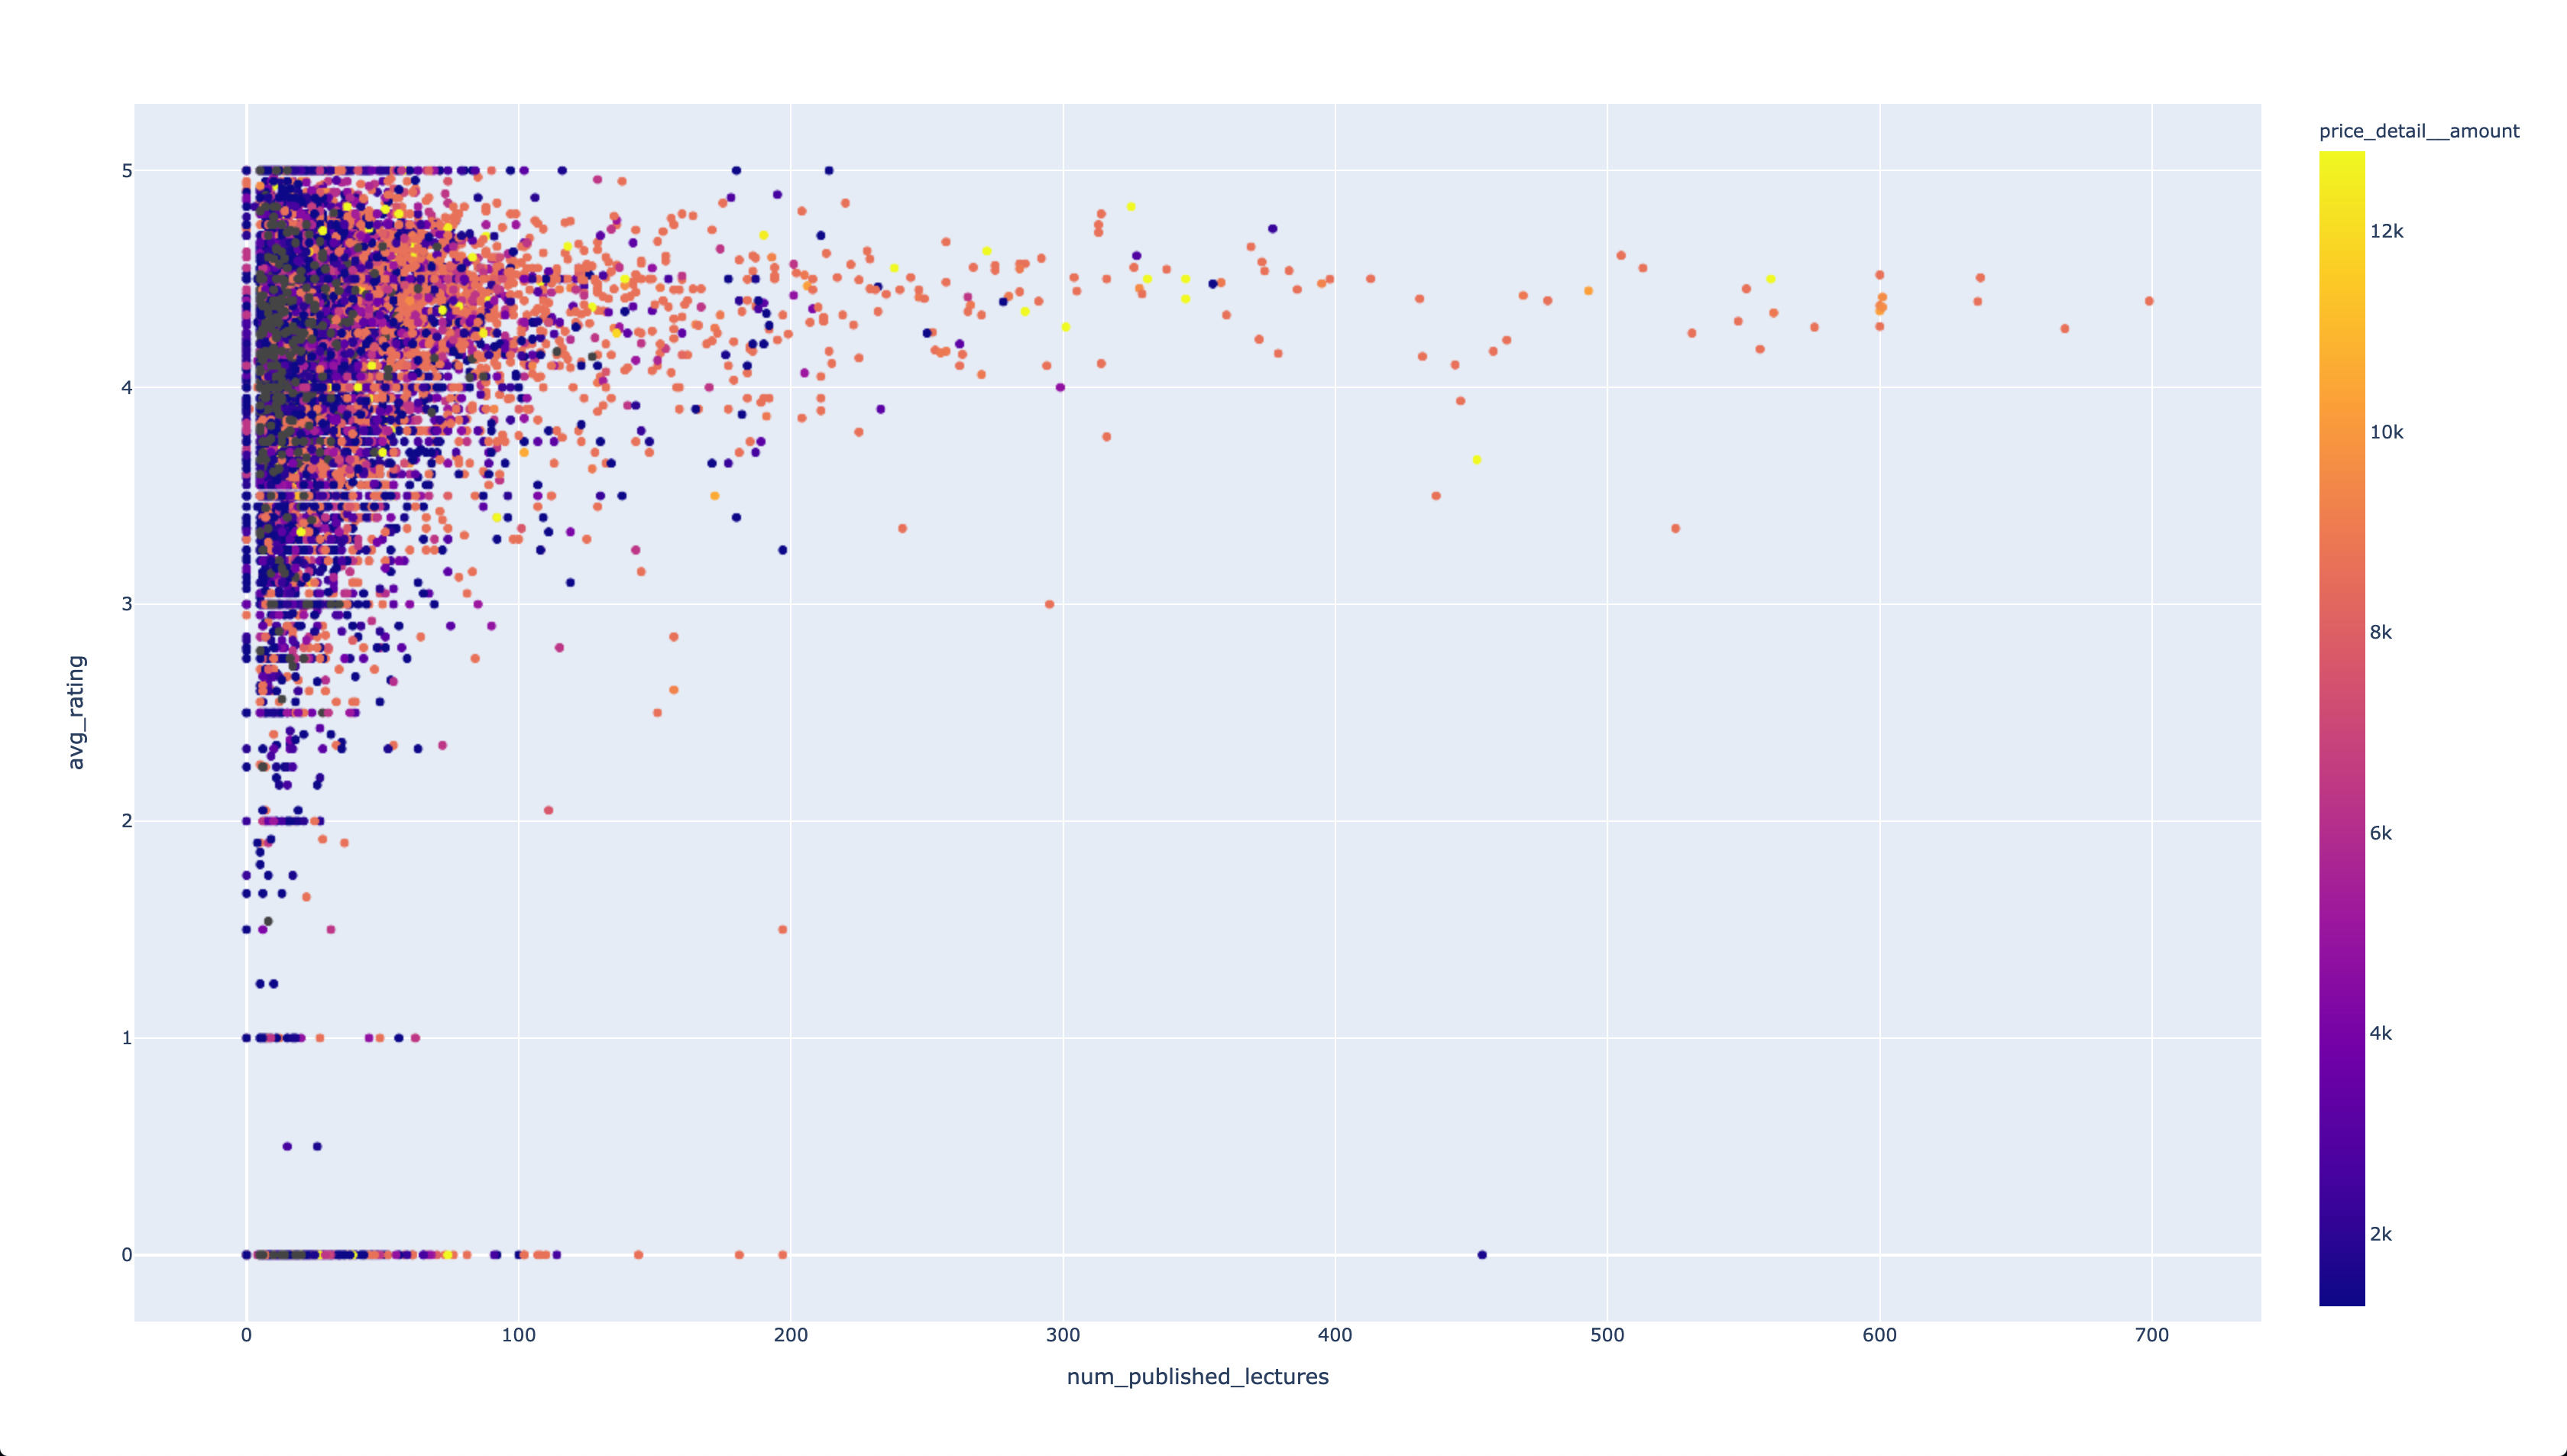 price_detail__amount
5
4
3
2
1
0
avg_rating
0 100 200 300 400 500 600 700
num_published_lectures
12k
10k
8k
6k
4k
2k